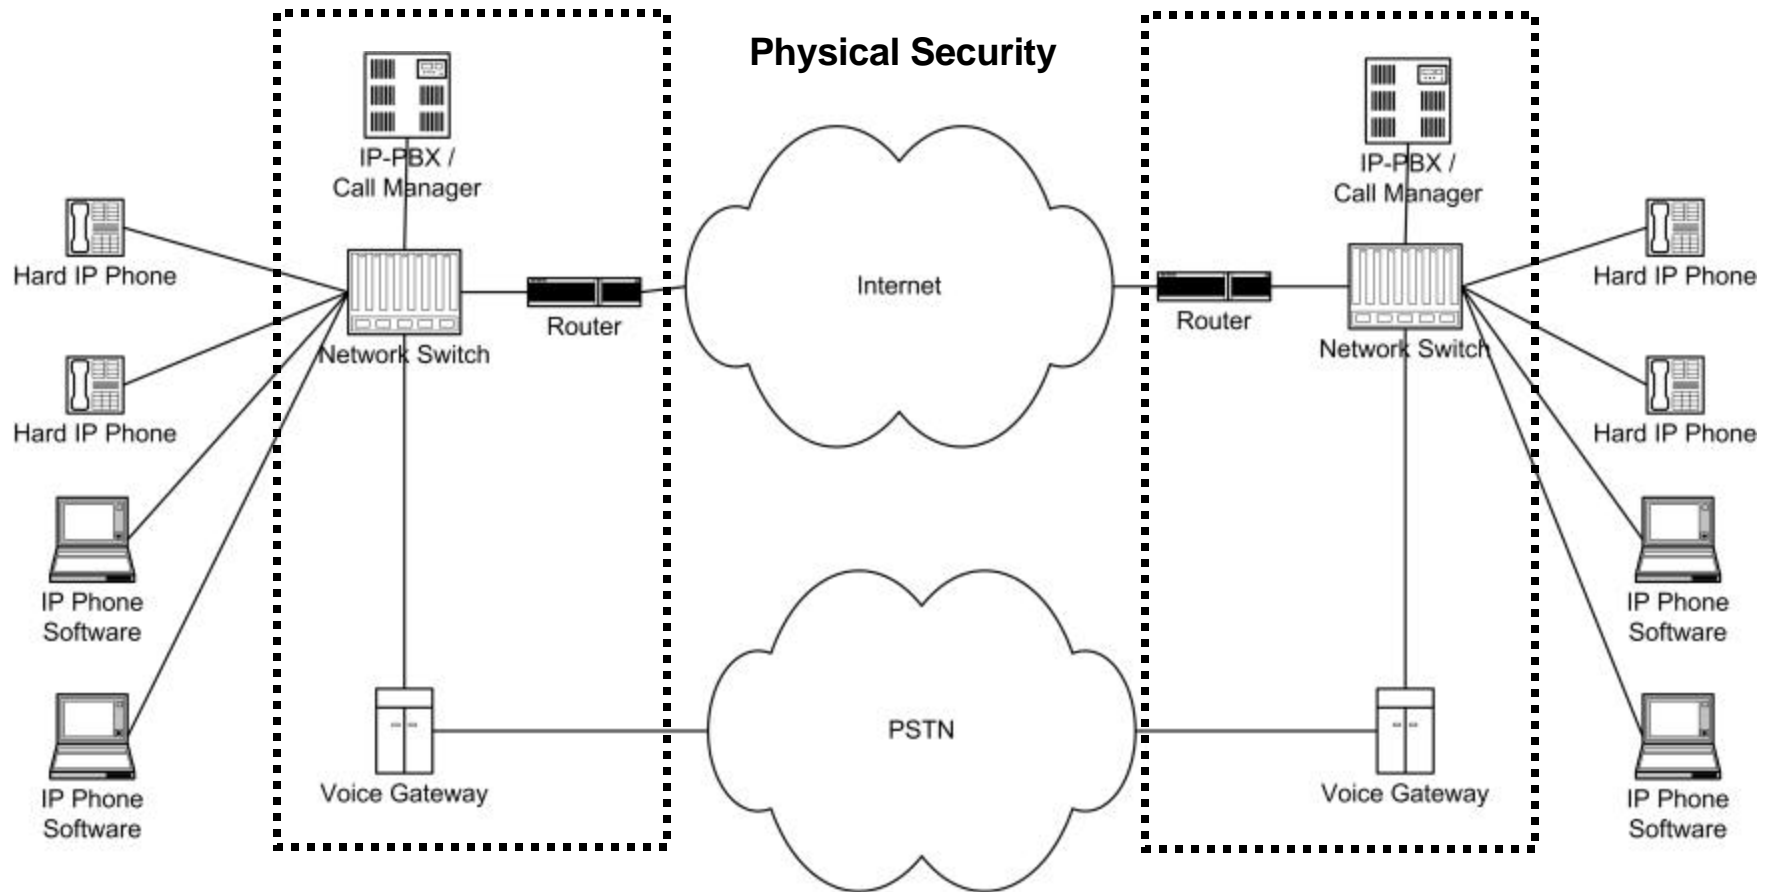 Physical Security
IP-PBX /
Call Manager
Hard IP Phone
Network Switch
Router
Hard IP Phone
IP Phone
Software
IP Phone
Software
Voice Gateway
Internet
PSTN
IP-PBX /
Call Manager
Router
Network Switch
Hard IP Phone
Hard IP Phone
IP Phone
Software
IP Phone
Software
Voice Gateway